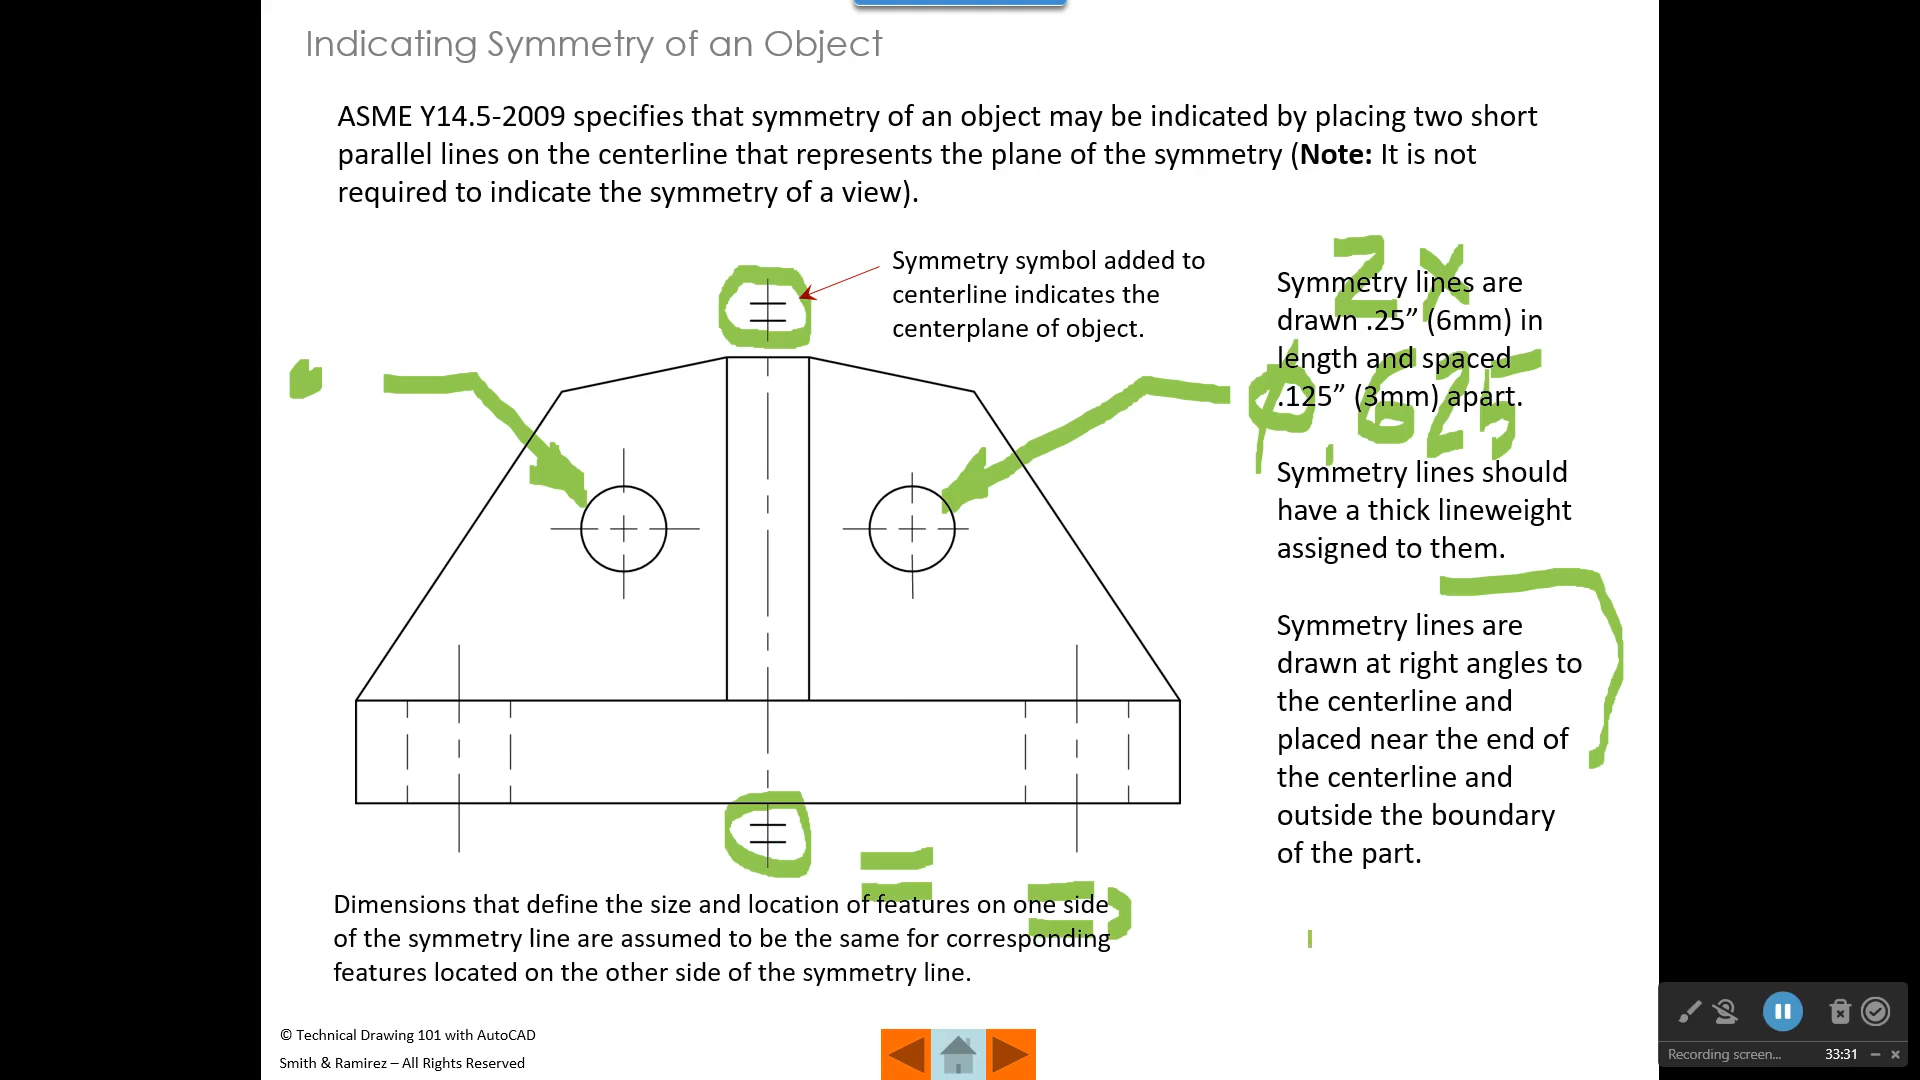 Indicating Symmetry of an Object
ASME Y14.5-2009 specifies that symmetry of an object may be indicated by placing two short
parallel lines on the centerline that represents the plane of the symmetry (Note: It is not
required to indicate the symmetry of a view).
Symmetry symbol added to
centerline indicates the
centerplane of object.
2x
⌀.625
Symmetry lines are
drawn .25” (6mm) in
length and spaced
.125” (3mm) apart.
Symmetry lines should
have a thick lineweight
assigned to them.
Symmetry lines are
drawn at right angles to
the centerline and
placed near the end of
the centerline and
outside the boundary
of the part.
Dimensions that define the size and location of features on one side
of the symmetry line are assumed to be the same for corresponding
features located on the other side of the symmetry line.
© Technical Drawing 101 with AutoCAD
Smith & Ramirez – All Rights Reserved
Recording screen... 33:31